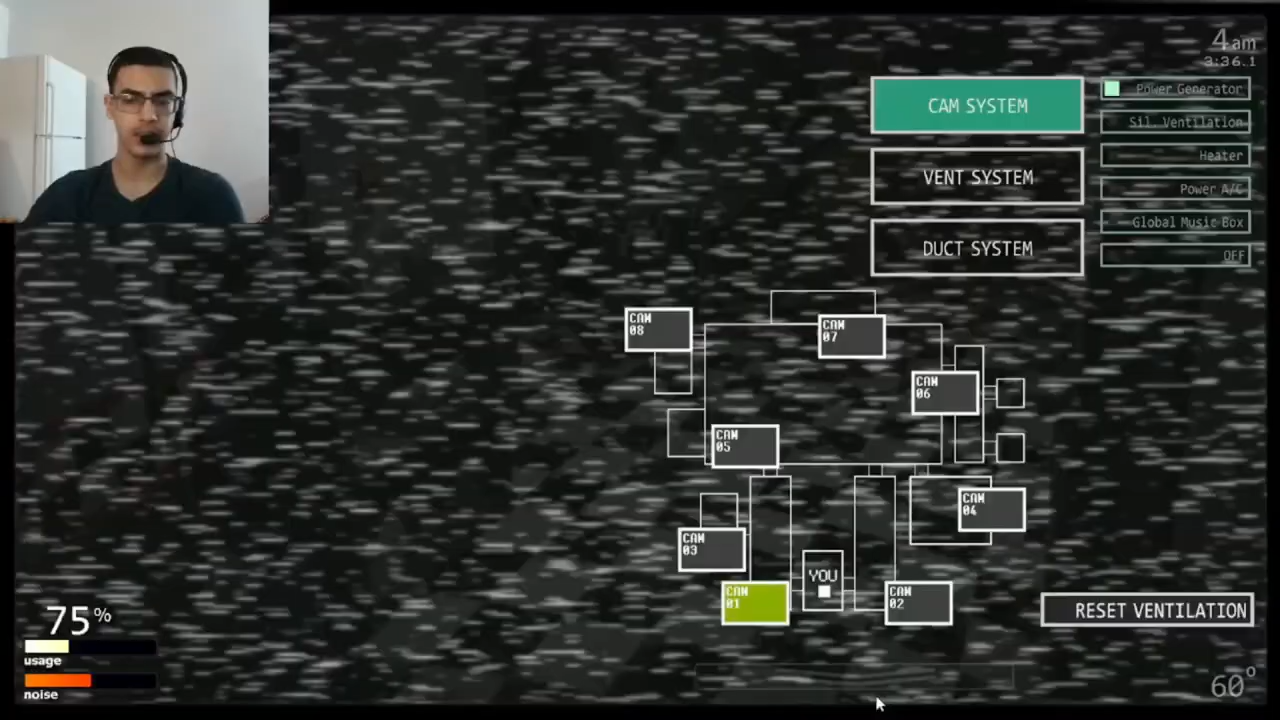 4am
3:36.1
CAM SYSTEM
Power Generator
Sil. Ventilation
VENT SYSTEM
Heater
Power A/C
DUCT SYSTEM
Global Music Box
OFF
CAM
08
CAM
07
CAM
06
CAM
05
CAM
04
CAM
03
YOU
CAM
01
CAM
02
RESET VENTILATION
75%
usage
noise
60°